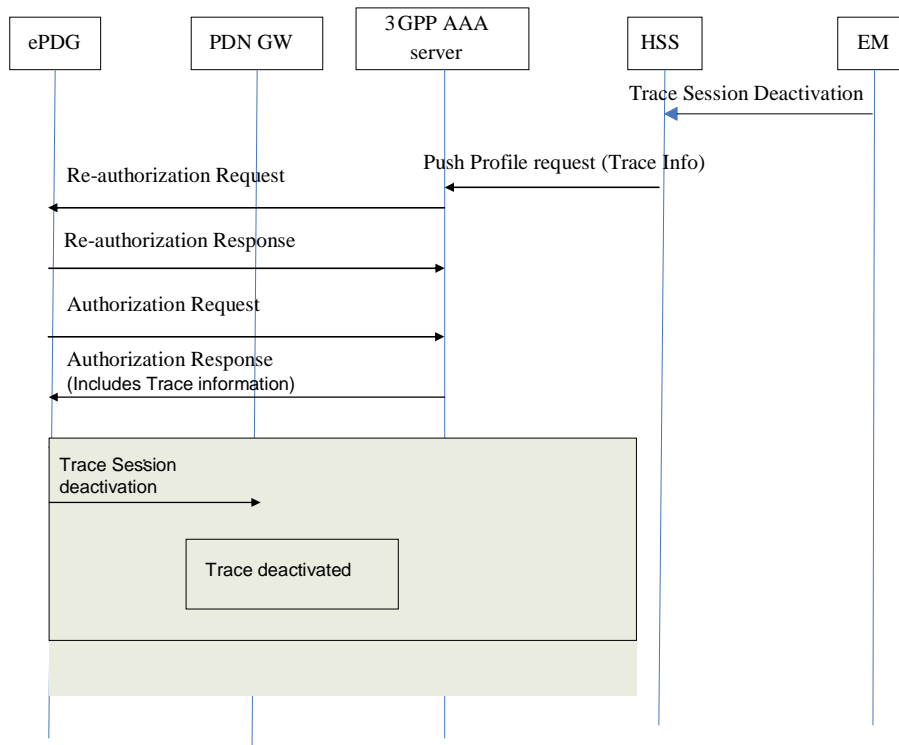 ePDG
PDN GW
3GPP AAA
server
HSS
EM
Trace Session Deactivation
Push Profile request (Trace Info)
Re-authorization Request
Re-authorization Response
Authorization Request
Authorization Response
(Includes Trace information)
Trace Session
deactivation
Trace deactivated